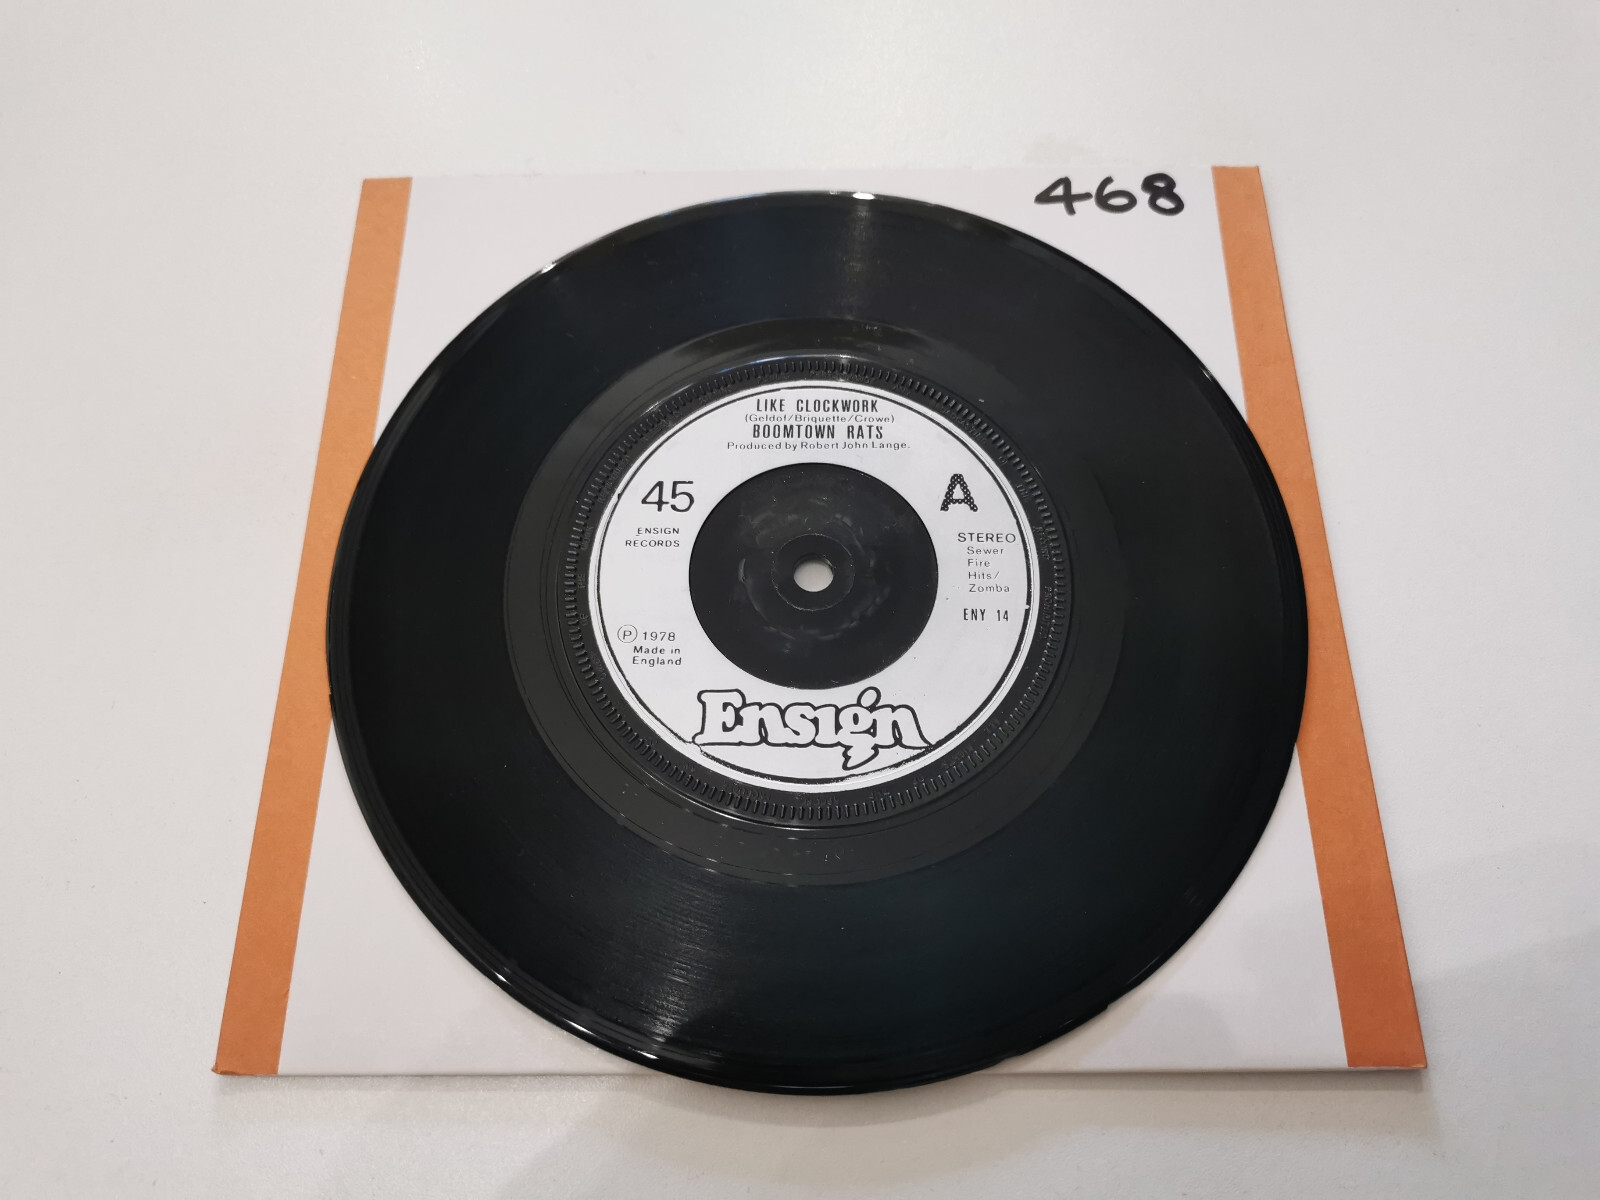 468
LIKE CLOCKWORK
(Geldof/Briquette/Crowe)
BOOMTOWN RATS
Produced by Robert John Lange.
45
A
ENSIGN
RECORDS
STEREO
Sewer
Fire
Hits/
Zomba
ENY 14
Ⓟ 1978
Made in
England
Ensign